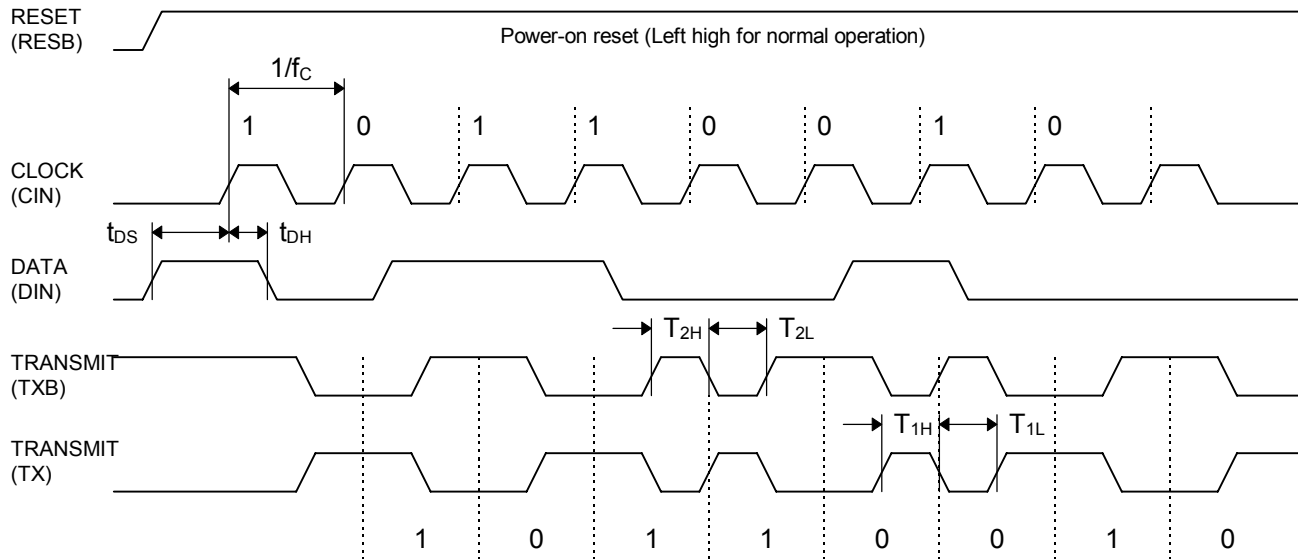 RESET
(RESB)
Power-on reset (Left high for normal operation)
1/fC
1 0 1 1 0 0 1 0
CLOCK
(CIN)
tDS tDH
DATA
(DIN)
T2H T2L
TRANSMIT
(TXB)
T1H T1L
TRANSMIT
(TX)
1 0 1 1 0 0 1 0